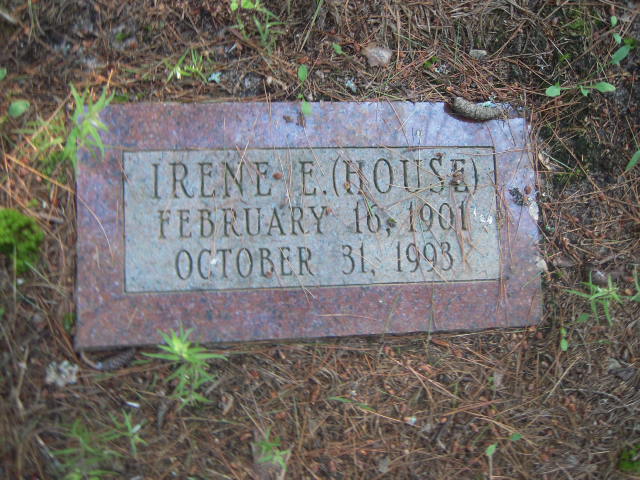 IRENE E. (HOUSE)
FEBRUARY 16, 1901
OCTOBER 31, 1993